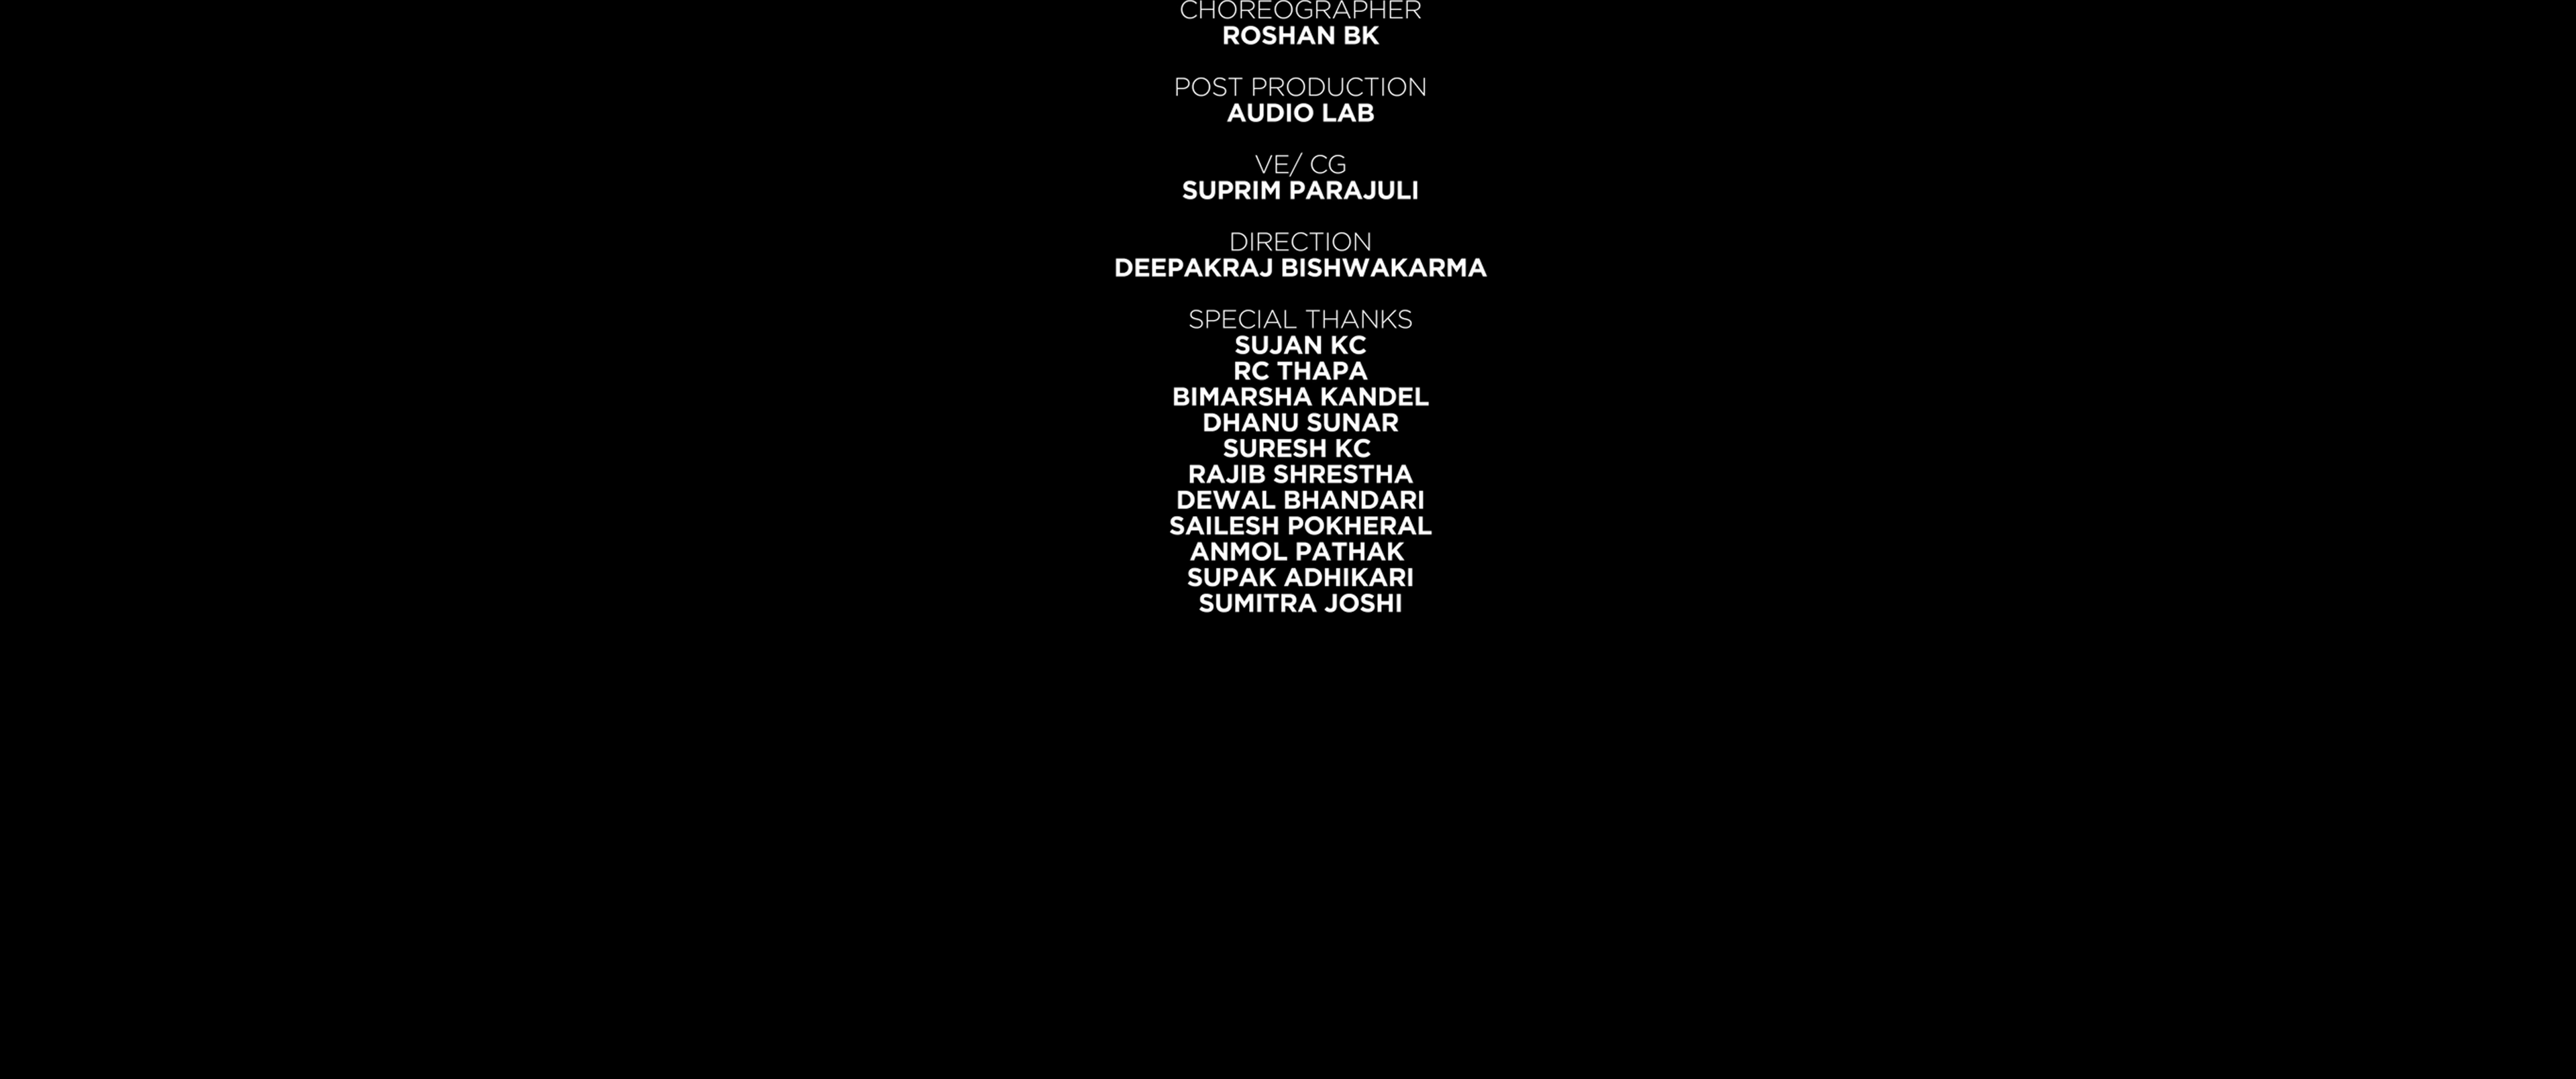 CHOREOGRAPHER
ROSHAN BK
POST PRODUCTION
AUDIO LAB
VE/ CG
SUPRIM PARAJULI
DIRECTION
DEEPAKRAJ BISHWAKARMA
SPECIAL THANKS
SUJAN KC
RC THAPA
BIMARSHA KANDEL
DHANU SUNAR
SURESH KC
RAJIB SHRESTHA
DEWAL BHANDARI
SAILESH POKHERAL
ANMOL PATHAK
SUPAK ADHIKARI
SUMITRA JOSHI